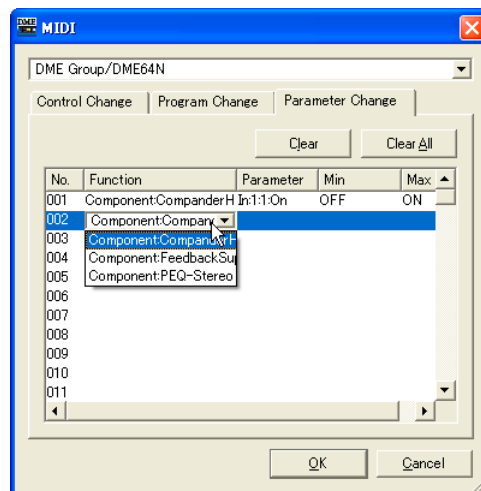 DME MIDI
DME Group/DME64N
Control Change Program Change Parameter Change
Clear Clear All
No. Function Parameter Min Max
001 Component:CompanderH In:1:1:On OFF ON
002 Component:Compan
003 Component:CompanderH
004 Component:FeedbackSu
005 Component:PEQ-Stereo
006
007
008
009
010
011
OK Cancel